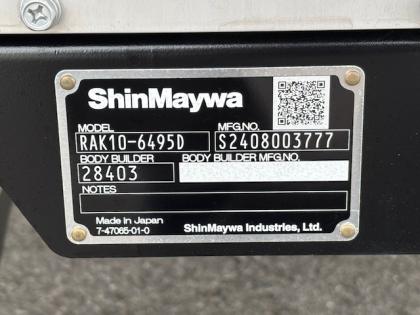 ShinMaywa
MODEL MFG.NO.
RAK10-6495D S2408003777
BODY BUILDER BODY BUILDER MFG.NO.
28403
NOTES
Made in Japan
7-47065-01-0 ShinMaywa Industries, Ltd.